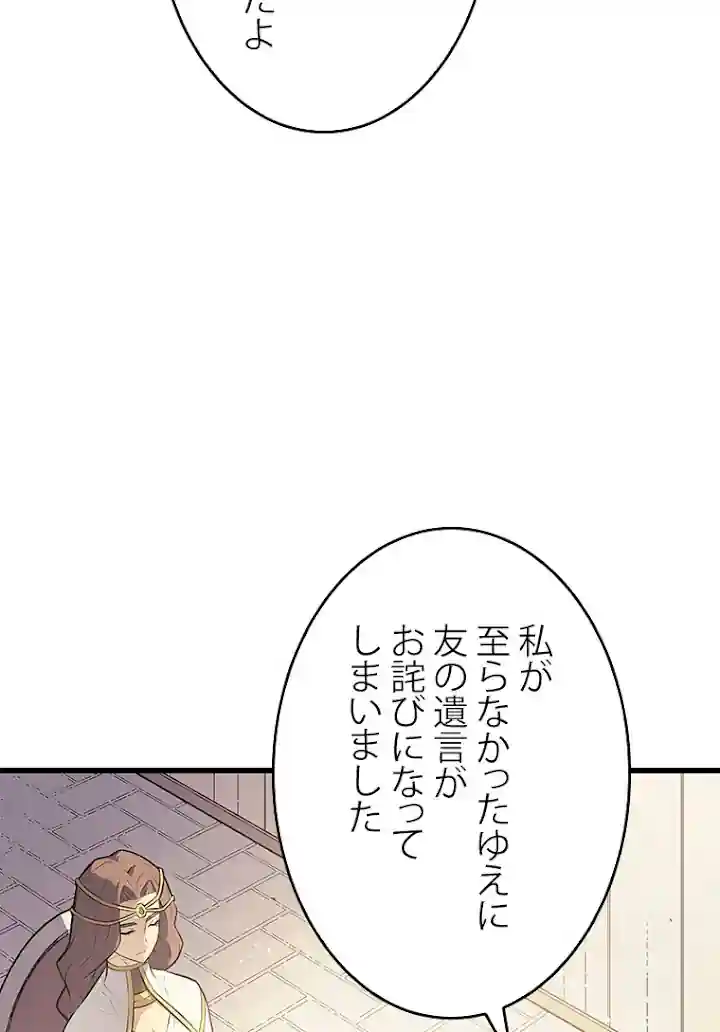 だよ
私が
至らなかったゆえに
友の遺言が
お詫びになって
しまいました